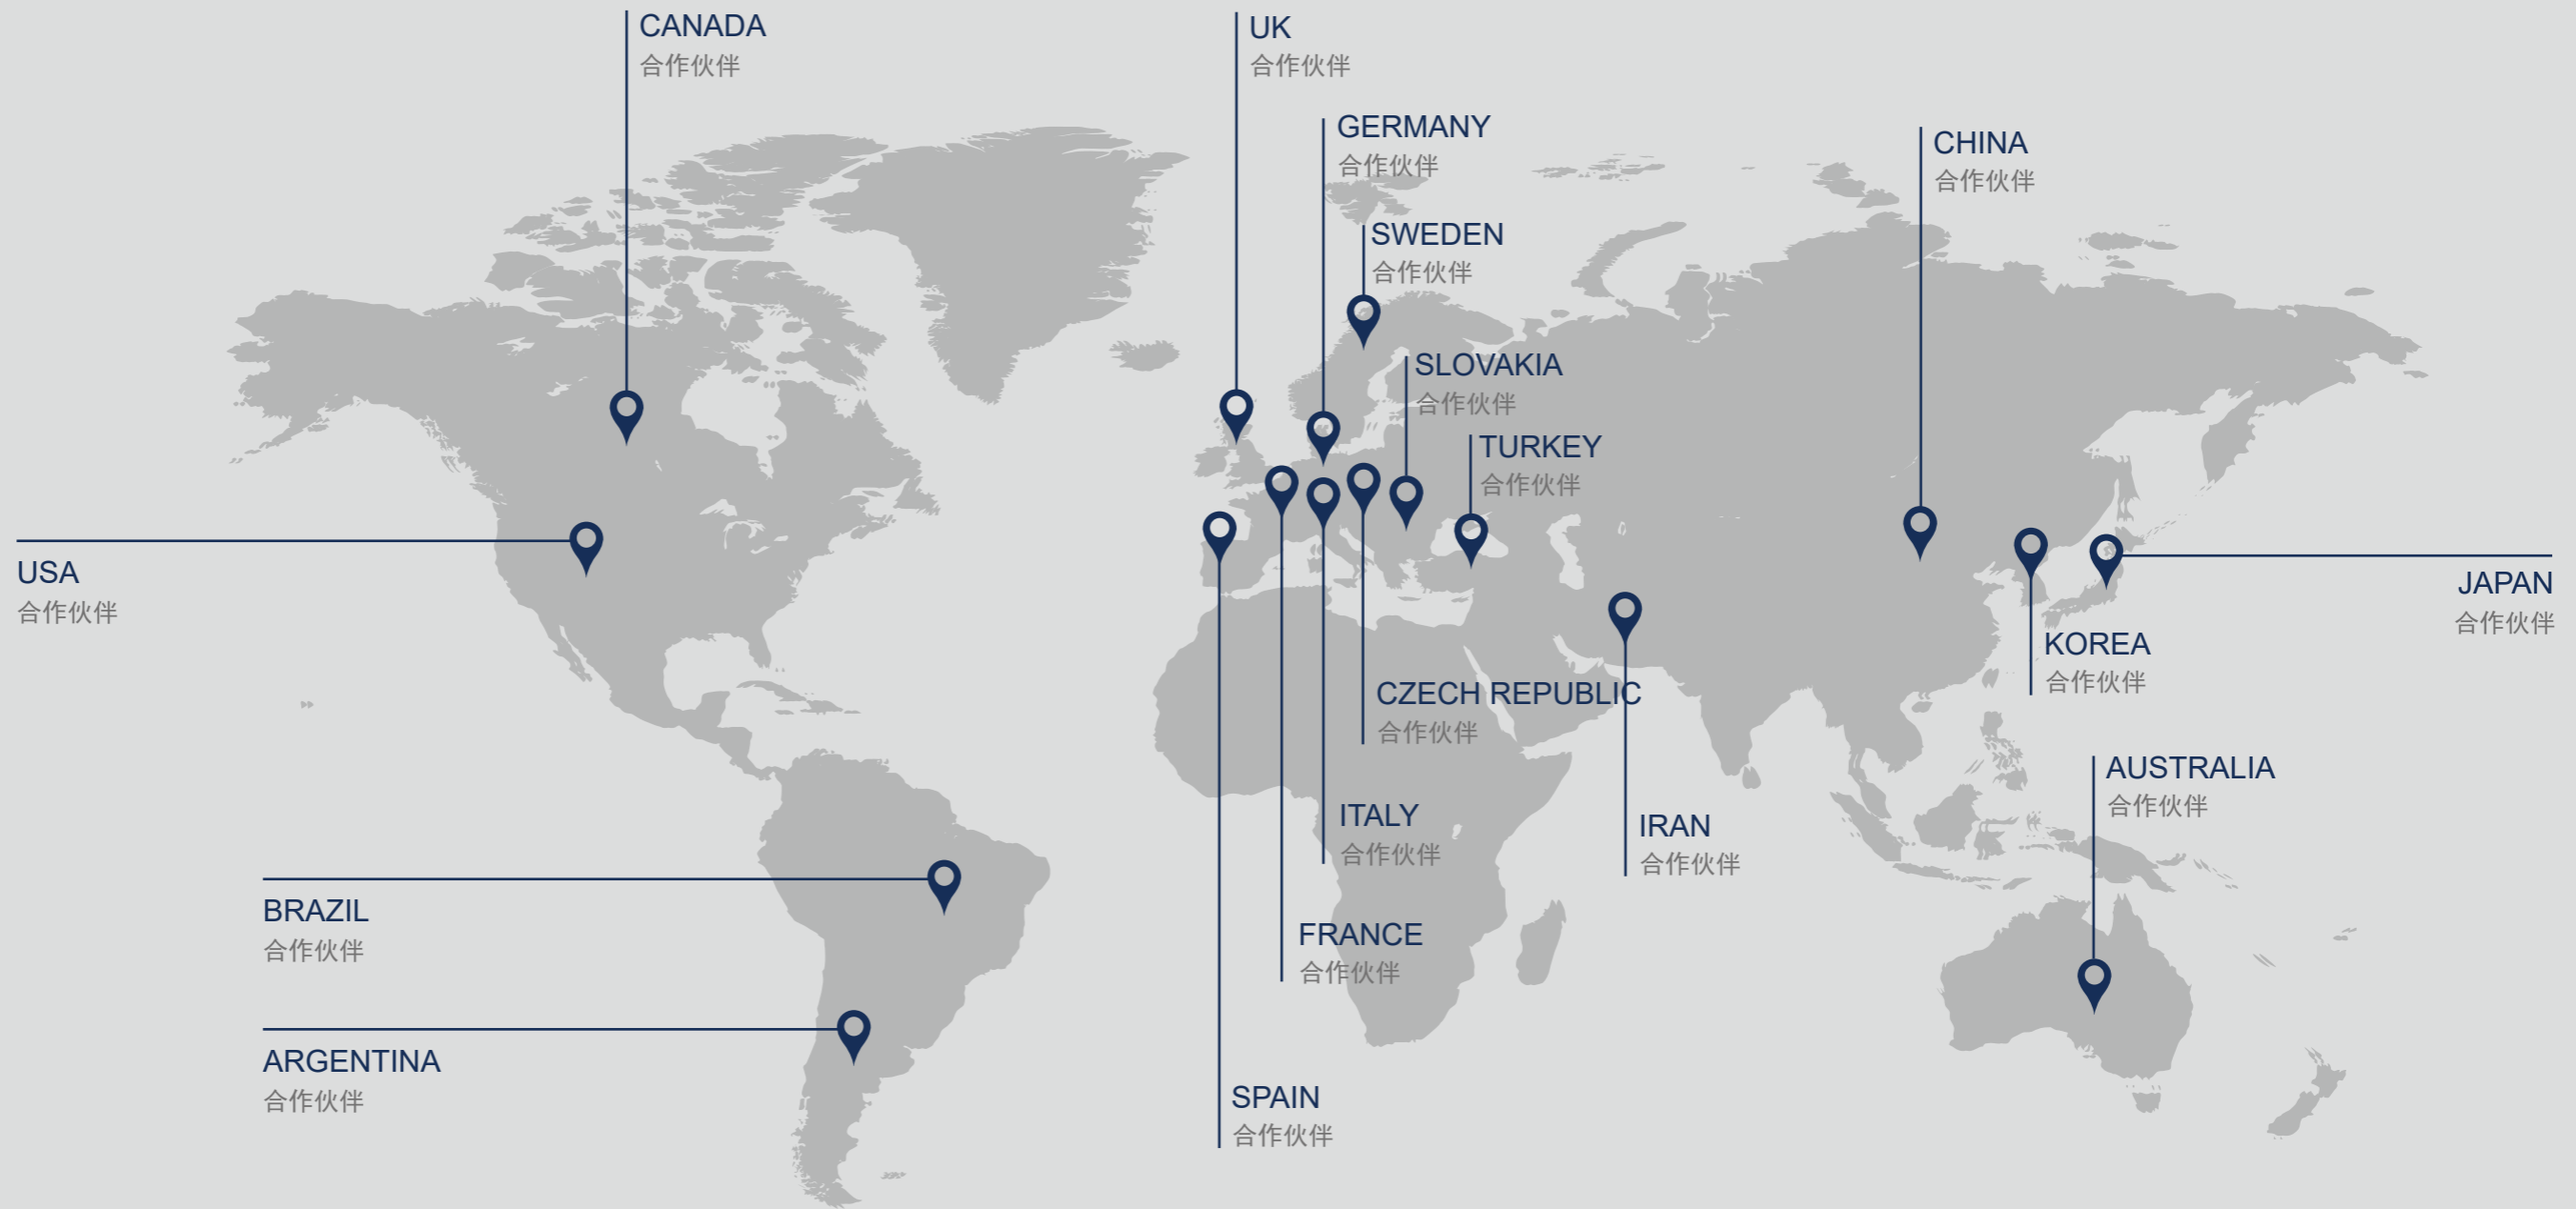 CANADA
合作伙伴
UK
合作伙伴
GERMANY
合作伙伴
CHINA
合作伙伴
SWEDEN
合作伙伴
SLOVAKIA
合作伙伴
TURKEY
合作伙伴
USA
合作伙伴
JAPAN
合作伙伴
KOREA
合作伙伴
CZECH REPUBLIC
合作伙伴
AUSTRALIA
合作伙伴
ITALY
合作伙伴
IRAN
合作伙伴
BRAZIL
合作伙伴
FRANCE
合作伙伴
ARGENTINA
合作伙伴
SPAIN
合作伙伴